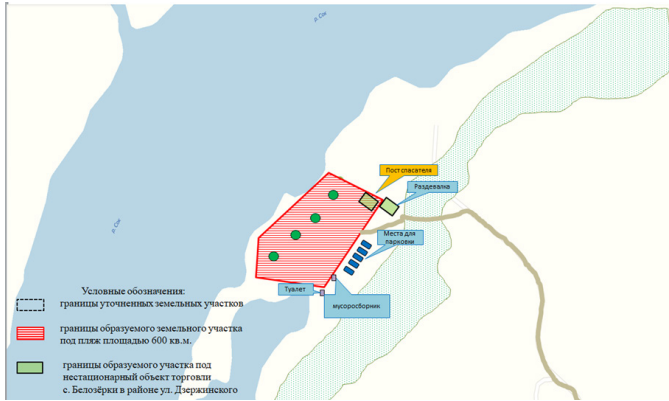 р. Сок
р. Сок
Пост спасателя
Раздевалка
Места для
парковки
Туалет
мусоросборник
Условные обозначения:
границы уточненных земельных участков
границы образуемого земельного участка
под пляж площадью 600 кв.м.
границы образуемого участка под
нестационарный объект торговли
с. Белозёрки в районе ул. Дзержинского